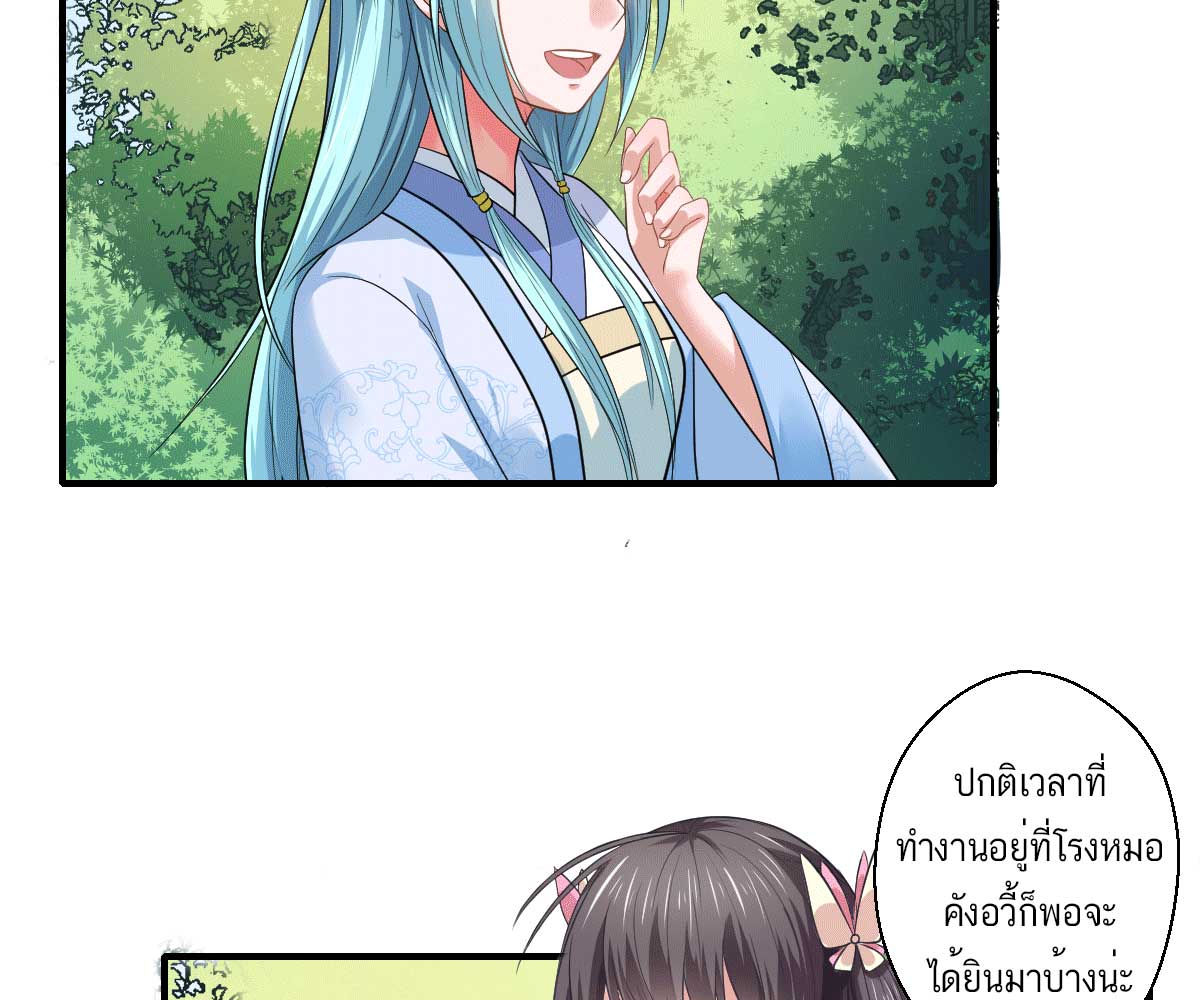 ปกติเวลาที่
ทำงานอยู่ที่โรงหมอ
คังอวี้ก็พอจะ
ได้ยินมาบ้างน่ะ